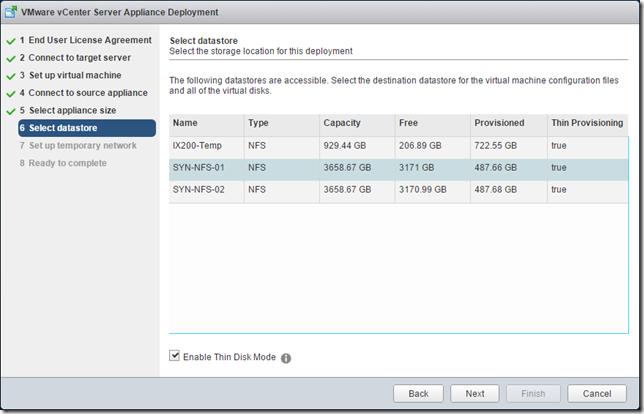 VMware vCenter Server Appliance Deployment
1 End User License Agreement
2 Connect to target server
3 Set up virtual machine
4 Connect to source appliance
5 Select appliance size
6 Select datastore
7 Set up temporary network
8 Ready to complete
Select datastore
Select the storage location for this deployment
The following datastores are accessible. Select the destination datastore for the virtual machine configuration files
and all of the virtual disks.
Name Type Capacity Free Provisioned Thin Provisioning
IX200-Temp NFS 929.44 GB 206.89 GB 722.55 GB true
SYN-NFS-01 NFS 3658.67 GB 3171 GB 487.66 GB true
SYN-NFS-02 NFS 3658.67 GB 3170.99 GB 487.68 GB true
Enable Thin Disk Mode
Back Next Finish Cancel